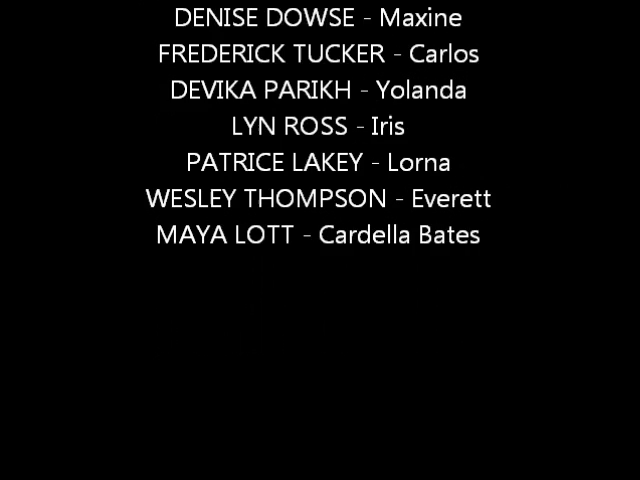 DENISE DOWSE - Maxine
FREDERICK TUCKER - Carlos
DEVIKA PARIKH - Yolanda
LYN ROSS - Iris
PATRICE LAKEY - Lorna
WESLEY THOMPSON - Everett
MAYA LOTT - Cardella Bates